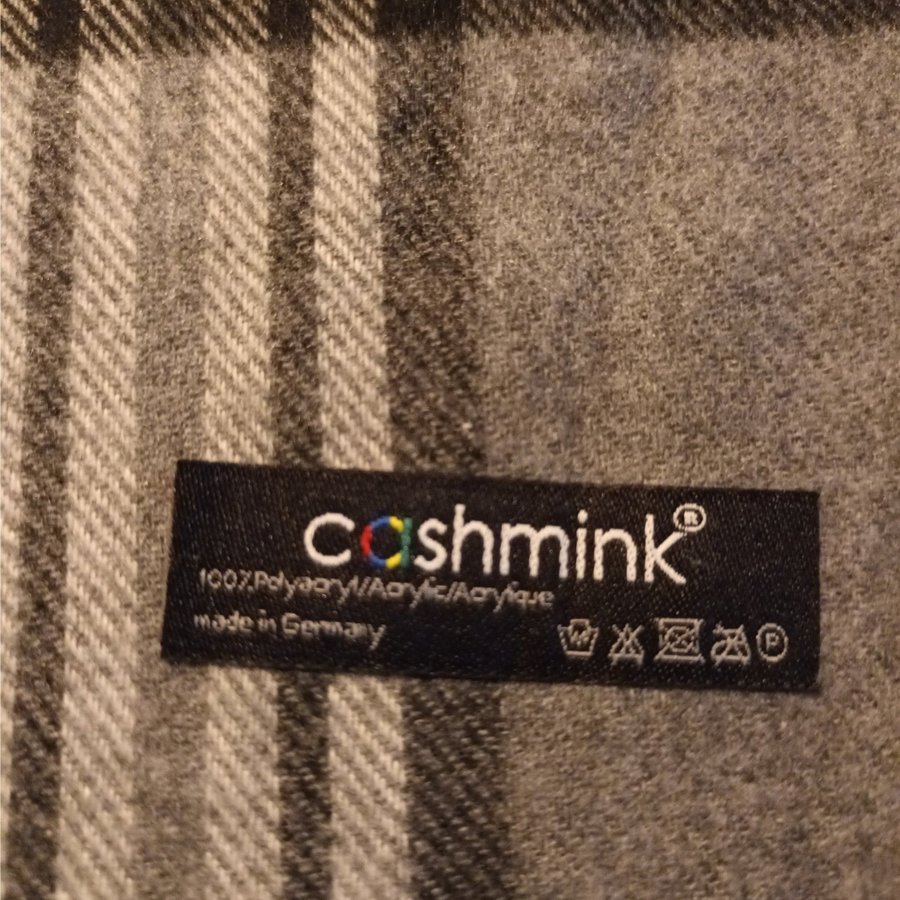 cashmink®
100%Polyacryl/Acrylic/Acrylique
made in Germany
P